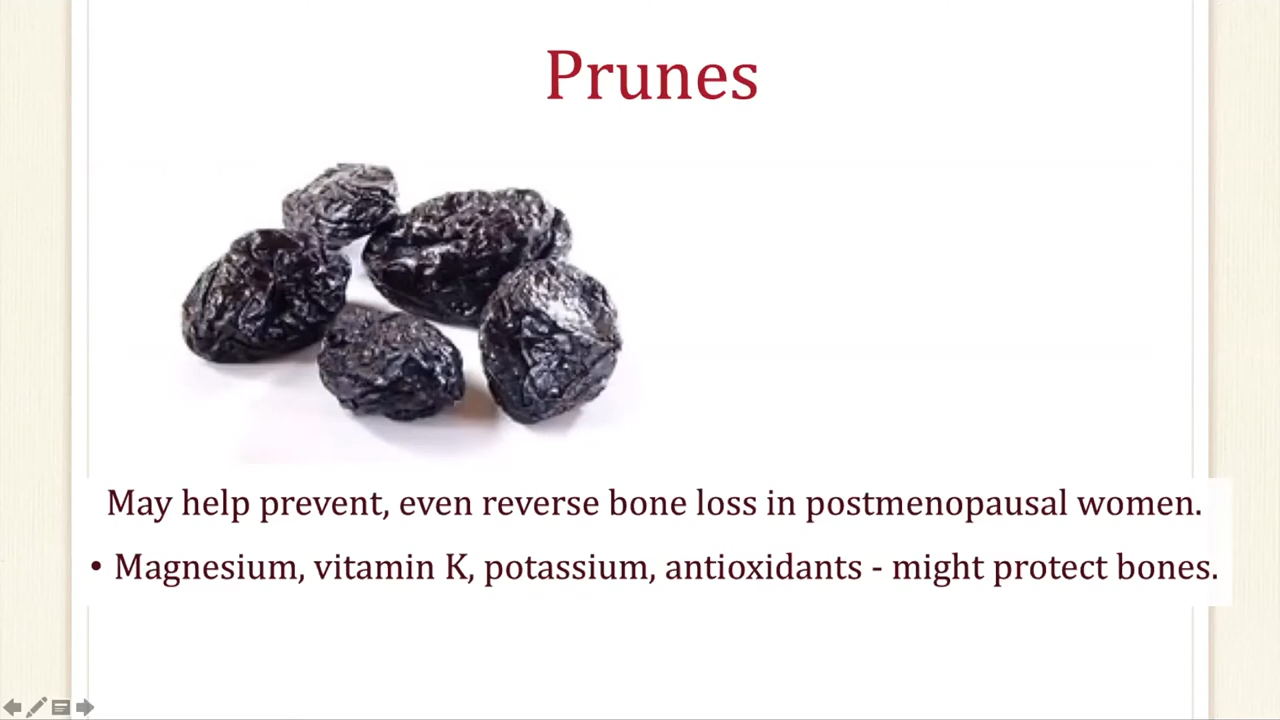 Prunes
May help prevent, even reverse bone loss in postmenopausal women.
• Magnesium, vitamin K, potassium, antioxidants - might protect bones.